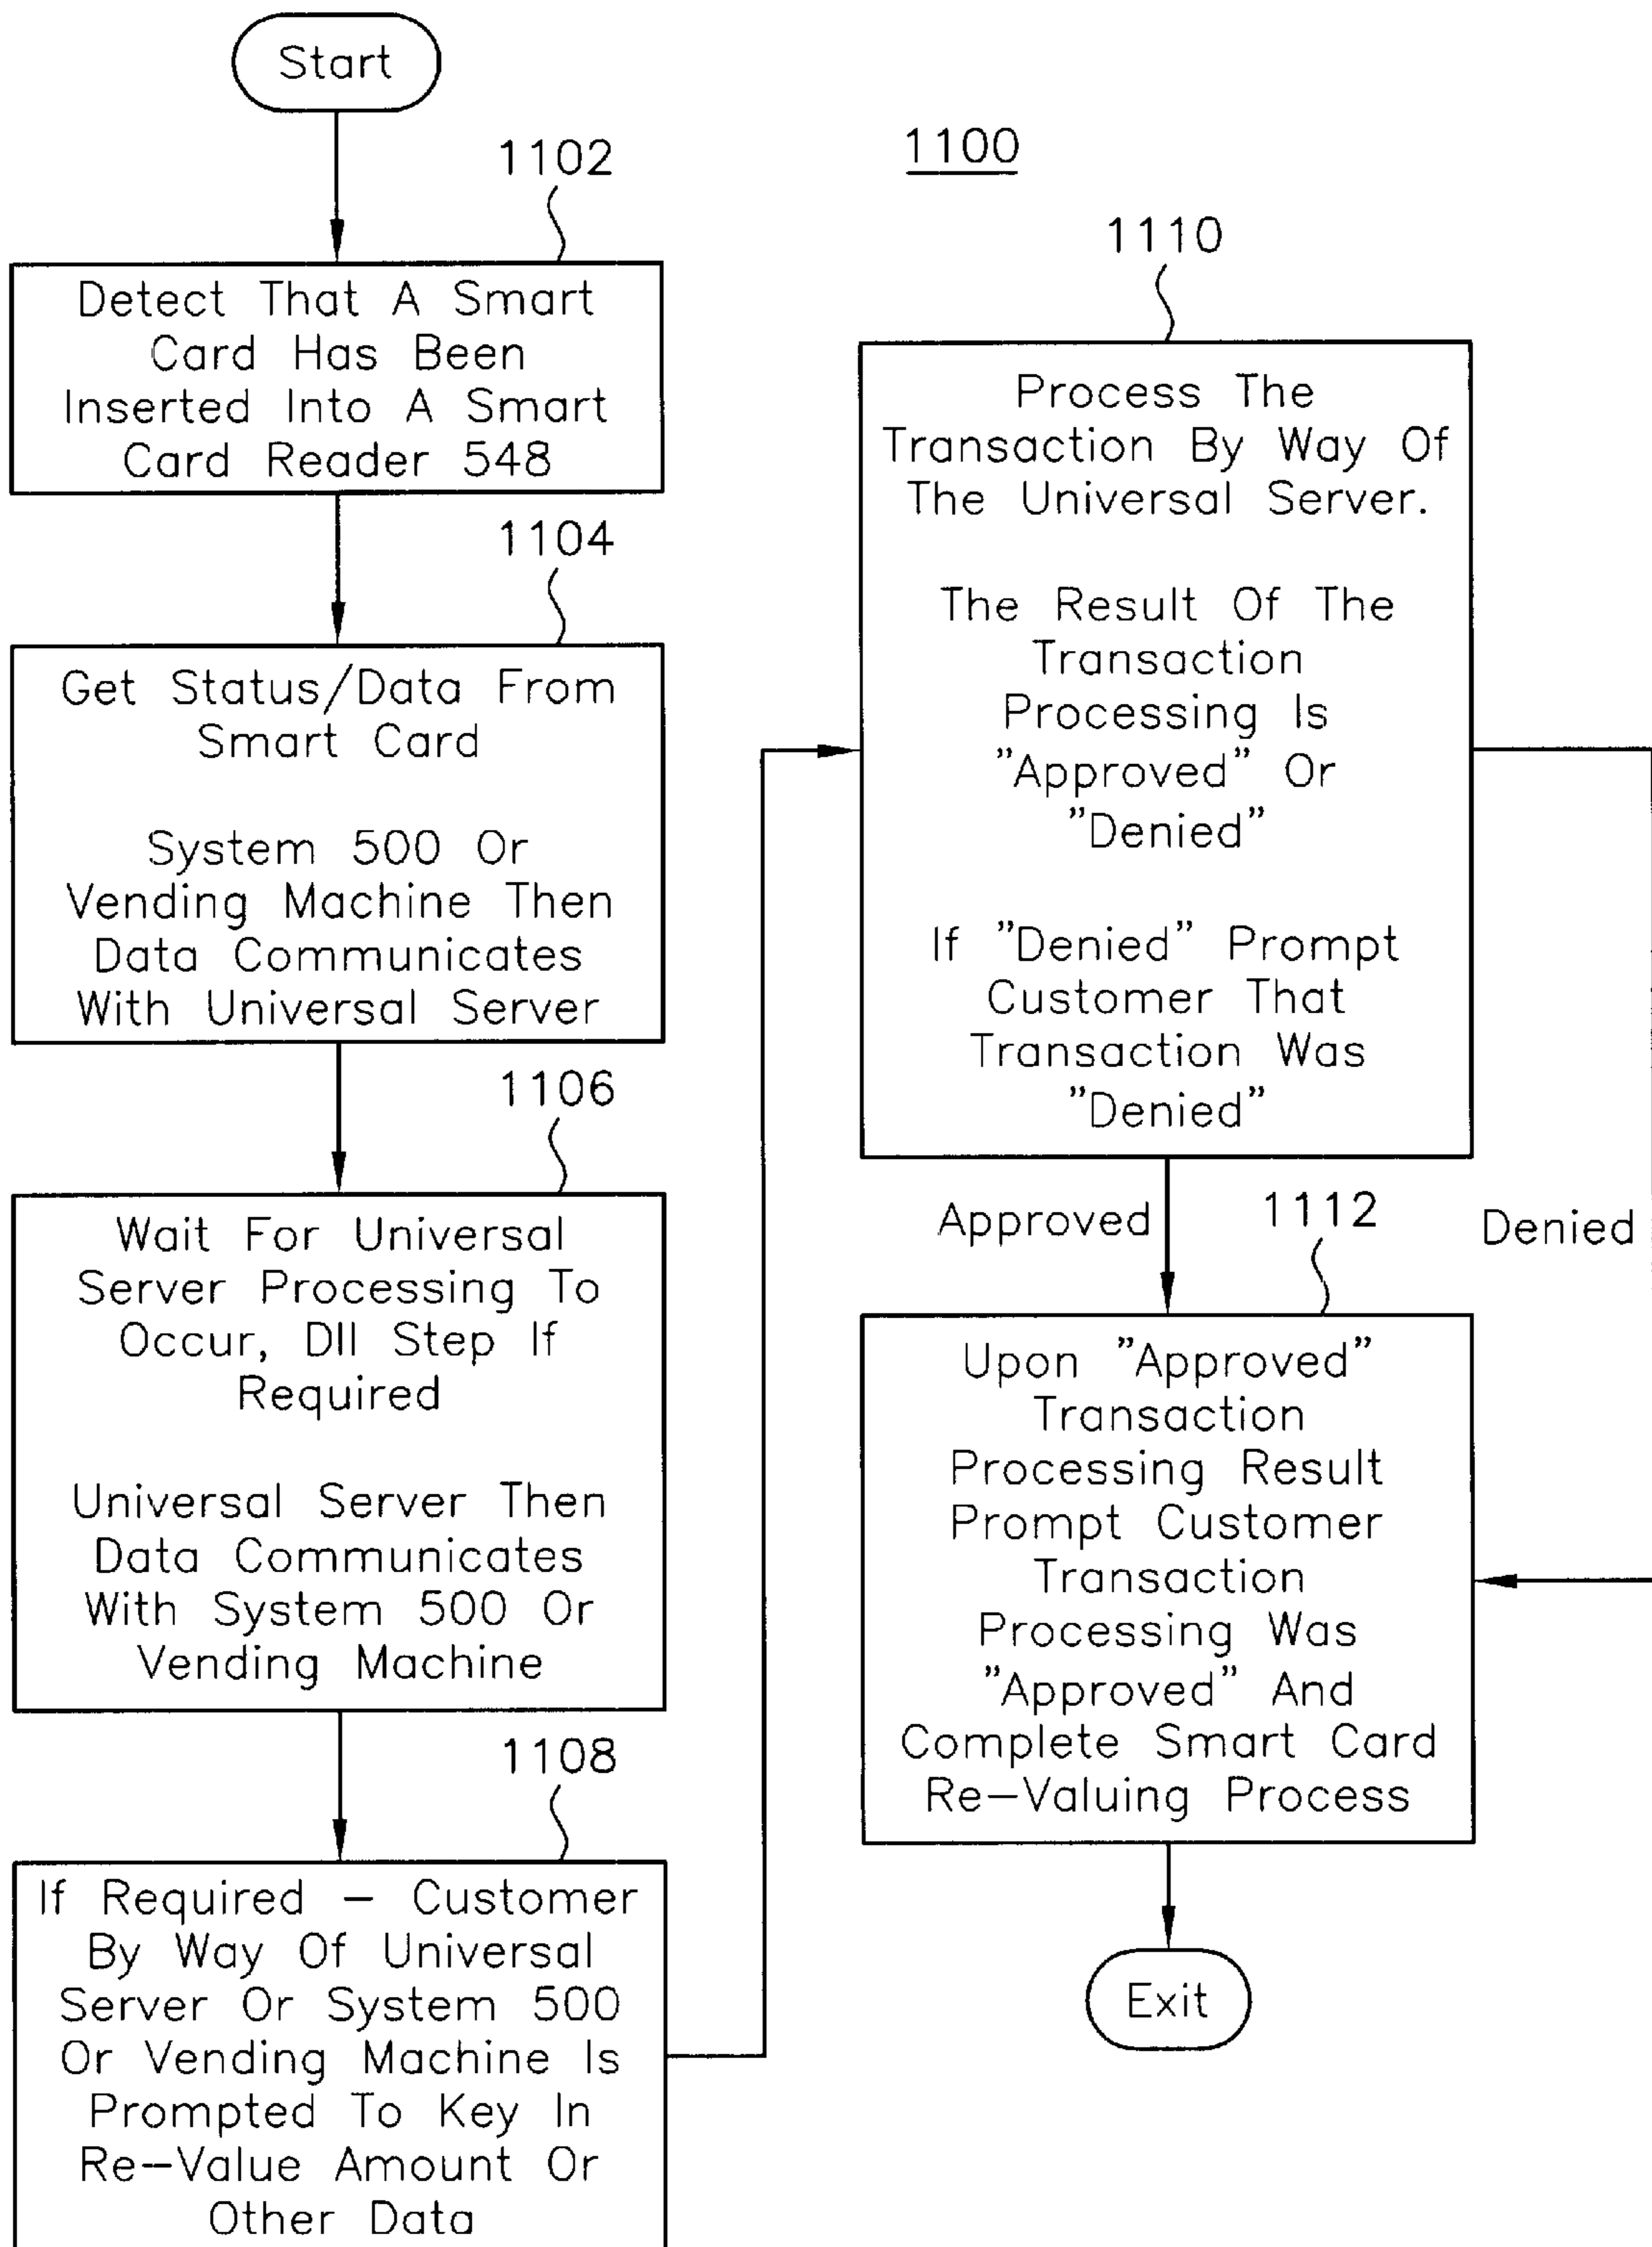 Start
1102
Detect That A Smart
Card Has Been
Inserted Into A Smart
Card Reader 548
1104
Get Status/Data From
Smart Card
System 500 Or
Vending Machine Then
Data Communicates
With Universal Server
1106
Wait For Universal
Server Processing To
Occur, DII Step If
Required
Universal Server Then
Data Communicates
With System 500 Or
Vending Machine
1108
If Required – Customer
By Way Of Universal
Server Or System 500
Or Vending Machine Is
Prompted To Key In
Re-Value Amount Or
Other Data
1100
1110
Process The
Transaction By Way Of
The Universal Server.
The Result Of The
Transaction
Processing Is
"Approved" Or
"Denied"
If "Denied" Prompt
Customer That
Transaction Was
"Denied"
Approved
1112
Denied
Upon "Approved"
Transaction
Processing Result
Prompt Customer
Transaction
Processing Was
"Approved" And
Complete Smart Card
Re-Valuing Process
Exit